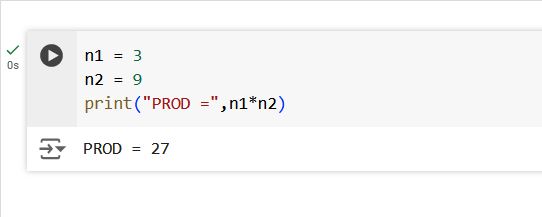 n1 = 3
0s
n2 = 9
print("PROD =",n1*n2)
PROD = 27